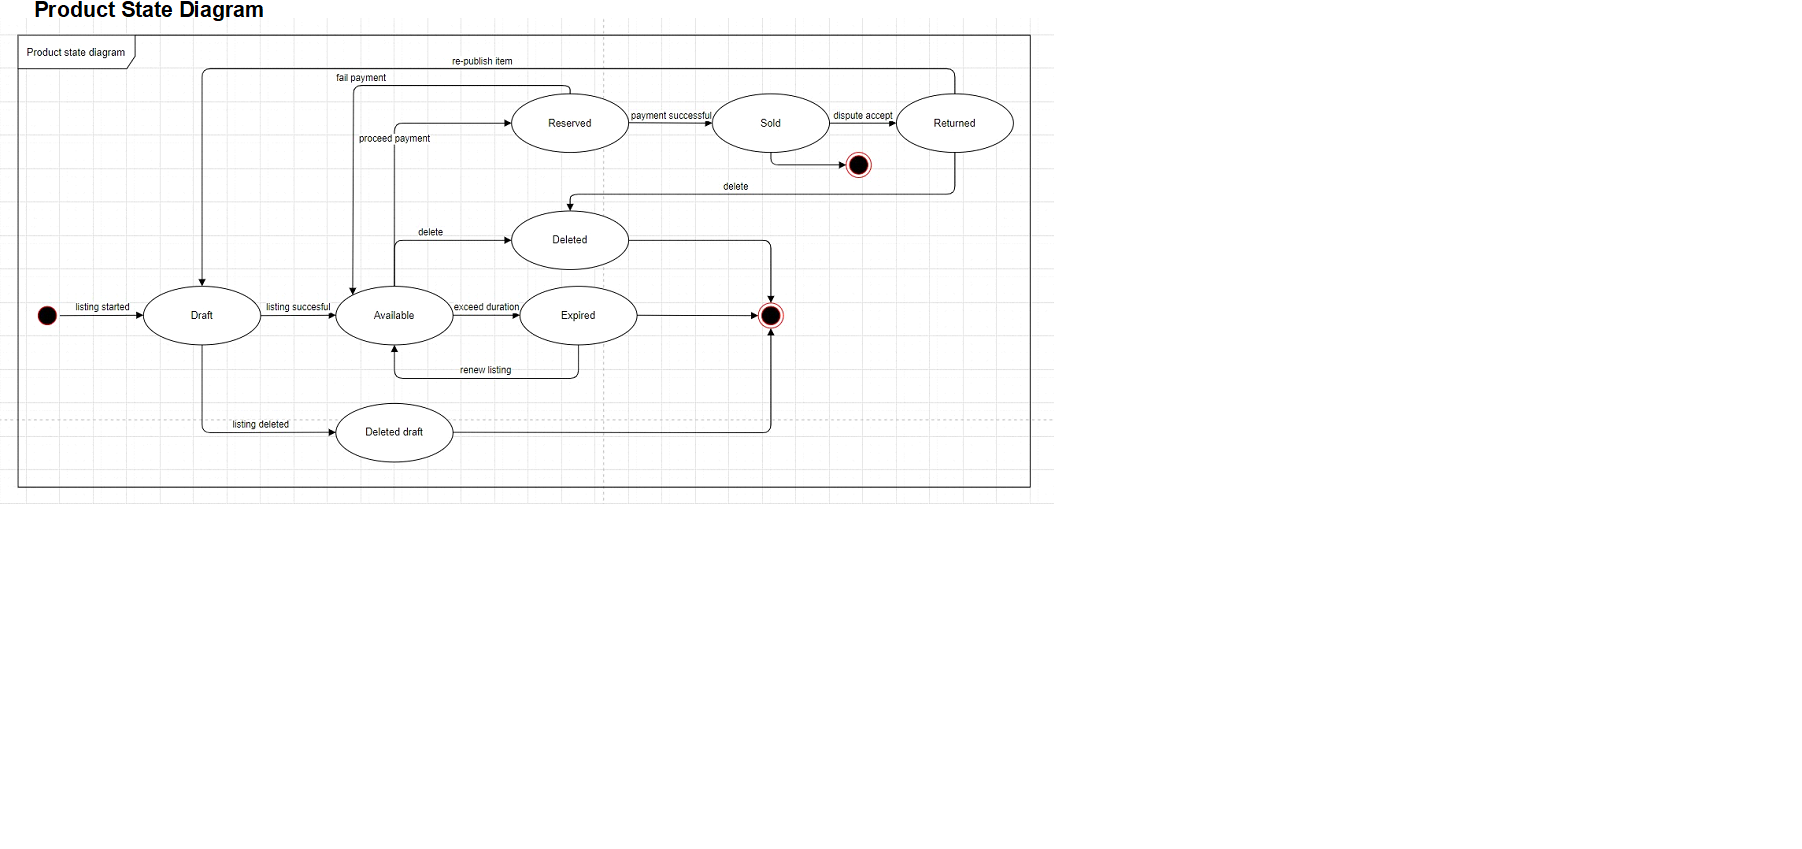 Product State Diagram
Product state diagram
re-publish item
fail payment
Reserved
payment successful
Sold
dispute accept
Returned
proceed payment
delete
delete
Deleted
listing started
Draft
listing succesful
Available
exceed duration
Expired
renew listing
listing deleted
Deleted draft